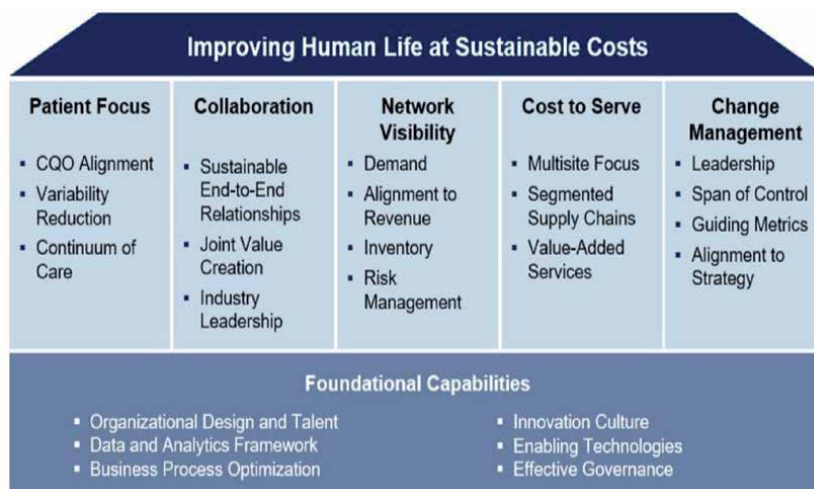 Improving Human Life at Sustainable Costs
Patient Focus
▪ CQO Alignment
▪ Variability
Reduction
▪ Continuum of
Care
Collaboration
▪ Sustainable
End-to-End
Relationships
▪ Joint Value
Creation
▪ Industry
Leadership
Network
Visibility
▪ Demand
▪ Alignment to
Revenue
▪ Inventory
▪ Risk
Management
Cost to Serve
▪ Multisite Focus
▪ Segmented
Supply Chains
▪ Value-Added
Services
Change
Management
▪ Leadership
▪ Span of Control
▪ Guiding Metrics
▪ Alignment to
Strategy
Foundational Capabilities
▪ Organizational Design and Talent
▪ Data and Analytics Framework
▪ Business Process Optimization
▪ Innovation Culture
▪ Enabling Technologies
▪ Effective Governance